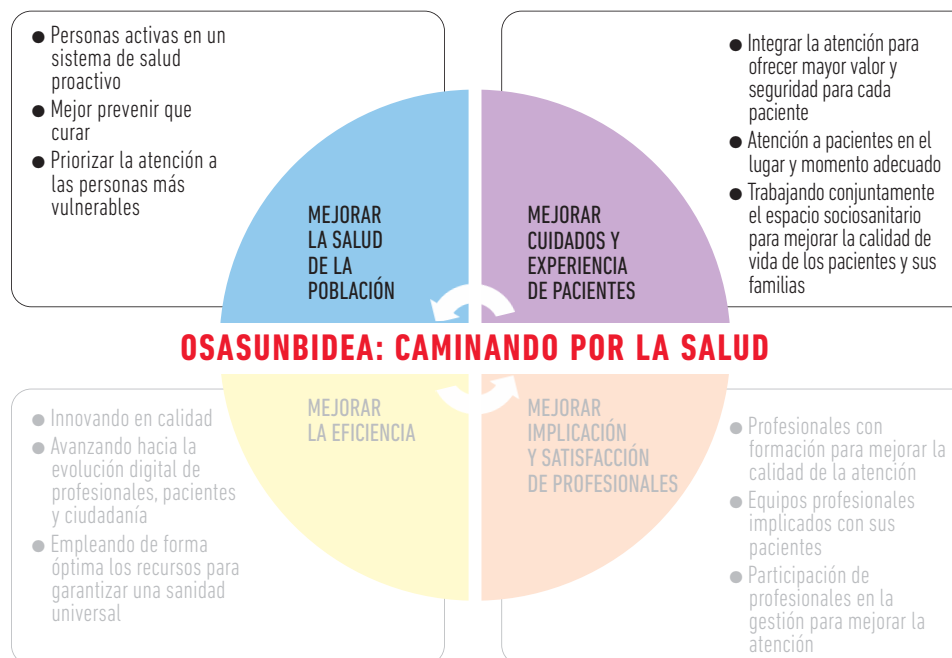 ● Personas activas en un
sistema de salud
proactivo
● Mejor prevenir que
curar
● Priorizar la atención a
las personas más
vulnerables
● Integrar la atención para
ofrecer mayor valor y
seguridad para cada
paciente
● Atención a pacientes en el
lugar y momento adecuado
● Trabajando conjuntamente
el espacio sociosanitario
para mejorar la calidad de
vida de los pacientes y sus
familias
MEJORAR
LA SALUD
DE LA
POBLACIÓN
MEJORAR
CUIDADOS Y
EXPERIENCIA
DE PACIENTES
OSASUNBIDEA: CAMINANDO POR LA SALUD
MEJORAR
LA EFICIENCIA
MEJORAR
IMPLICACIÓN
Y SATISFACCIÓN
DE PROFESIONALES
● Innovando en calidad
● Avanzando hacia la
evolución digital de
profesionales, pacientes
y ciudadanía
● Empleando de forma
óptima los recursos para
garantizar una sanidad
universal
● Profesionales con
formación para mejorar la
calidad de la atención
● Equipos profesionales
implicados con sus
pacientes
● Participación de
profesionales en la
gestión para mejorar la
atención